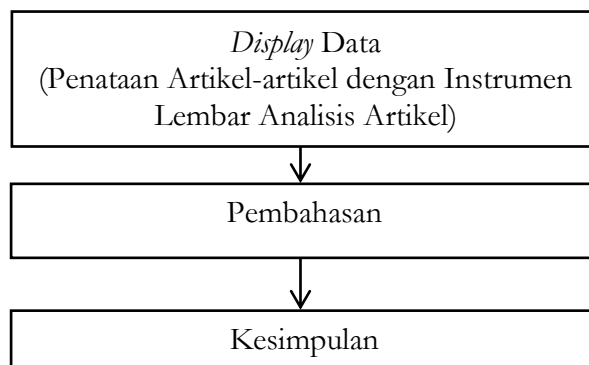 Display Data
(Penataan Artikel-artikel dengan Instrumen
Lembar Analisis Artikel)
Pembahasan
Kesimpulan